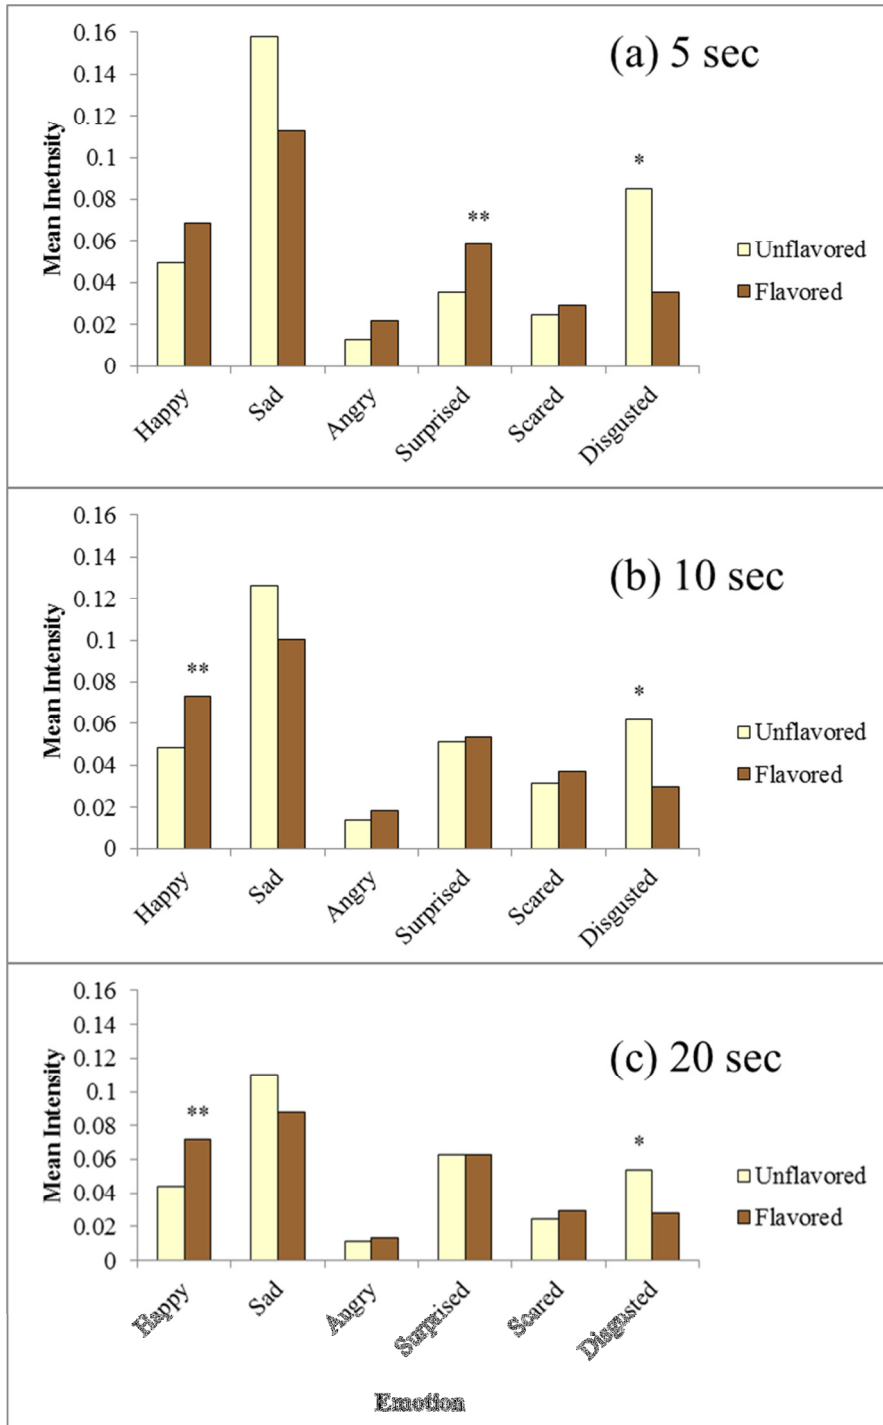 (a) 5 sec
Mean Inetnsity
0.16
0.14
0.12
0.1
0.08
0.06
0.04
0.02
0
**
*
Unflavored
Flavored
Happy
Sad
Angry
Surprised
Scared
Disgusted
(b) 10 sec
Mean Intensity
0.16
0.14
0.12
0.1
0.08
0.06
0.04
0.02
0
**
*
Unflavored
Flavored
Happy
Sad
Angry
Surprised
Scared
Disgusted
(c) 20 sec
Mean Intensity
0.16
0.14
0.12
0.1
0.08
0.06
0.04
0.02
0
**
*
Unflavored
Flavored
Happy
Sad
Angry
Surprised
Scared
Disgusted
Emotion